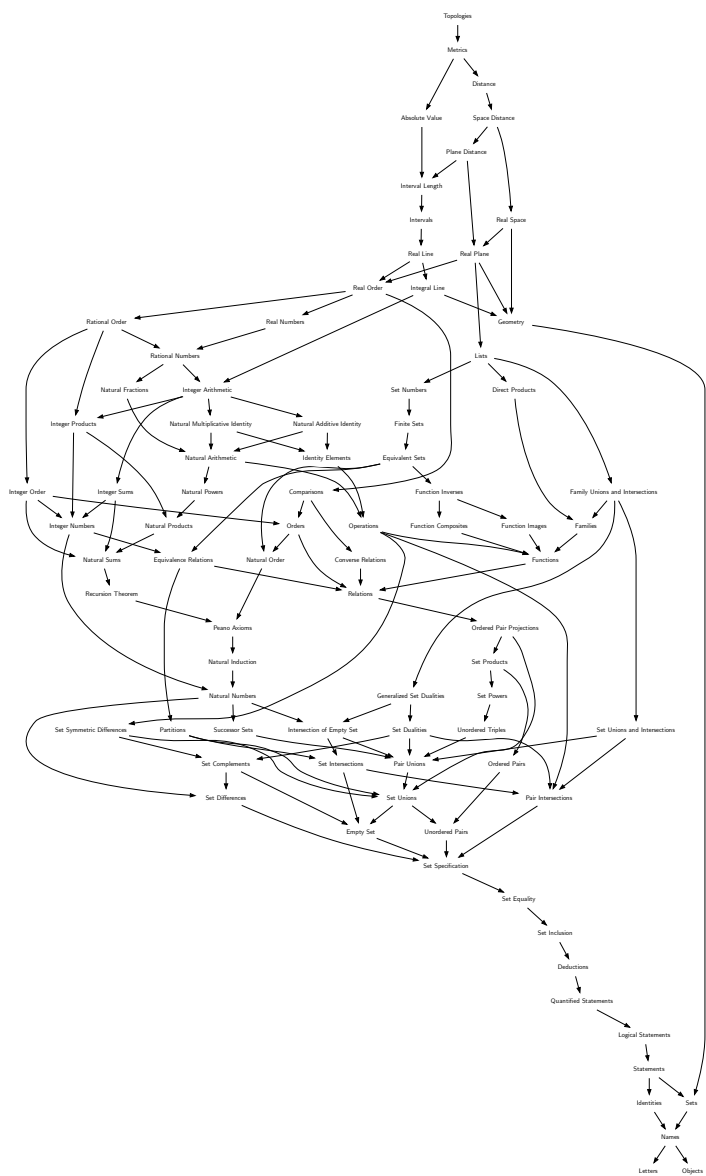 Topologies
Metrics
Distance
Absolute Value
Space Distance
Plane Distance
Interval Length
Intervals
Real Space
Real Line
Real Plane
Real Order
Integral Line
Rational Order
Real Numbers
Geometry
Rational Numbers
Lists
Natural Fractions
Integer Arithmetic
Set Numbers
Direct Products
Integer Products
Natural Multiplicative Identity
Natural Additive Identity
Finite Sets
Natural Arithmetic
Identity Elements
Equivalent Sets
Integer Order
Integer Sums
Natural Powers
Comparisons
Function Inverses
Family Unions and Intersections
Integer Numbers
Natural Products
Orders
Operations
Function Composites
Function Images
Families
Natural Sums
Equivalence Relations
Natural Order
Converse Relations
Functions
Recursion Theorem
Relations
Peano Axioms
Ordered Pair Projections
Natural Induction
Set Products
Natural Numbers
Generalized Set Dualities
Set Powers
Set Symmetric Differences
Partitions
Successor Sets
Intersection of Empty Set
Set Dualities
Unordered Triples
Set Unions and Intersections
Set Complements
Set Intersections
Pair Unions
Ordered Pairs
Set Differences
Set Unions
Pair Intersections
Empty Set
Unordered Pairs
Set Specification
Set Equality
Set Inclusion
Deductions
Quantified Statements
Logical Statements
Statements
Identities
Sets
Names
Letters
Objects